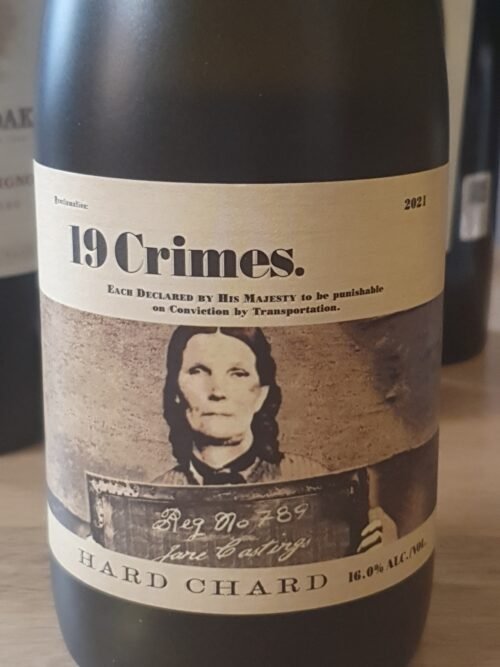 Proclamation:
2021
19 Crimes.
EACH DECLARED BY HIS MAJESTY to be punishable
on Conviction by Transportation.
Reg No 789
Jane Castings
HARD CHARD
16.0% ALC./VOL.
OAK